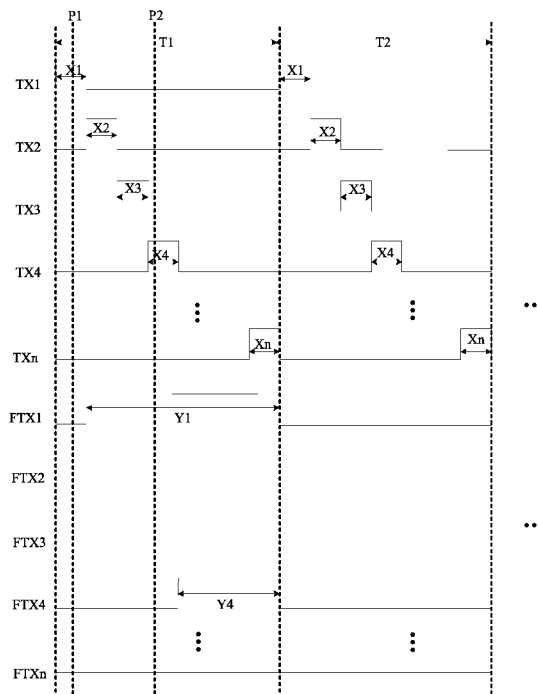 P1 P2
T1 T2
X1 X1
TX1
X2 X2
TX2
X3 X3
TX3
X4 X4
TX4
Xn Xn
TXn
FTX1 Y1
FTX2
FTX3
FTX4 Y4
FTXn